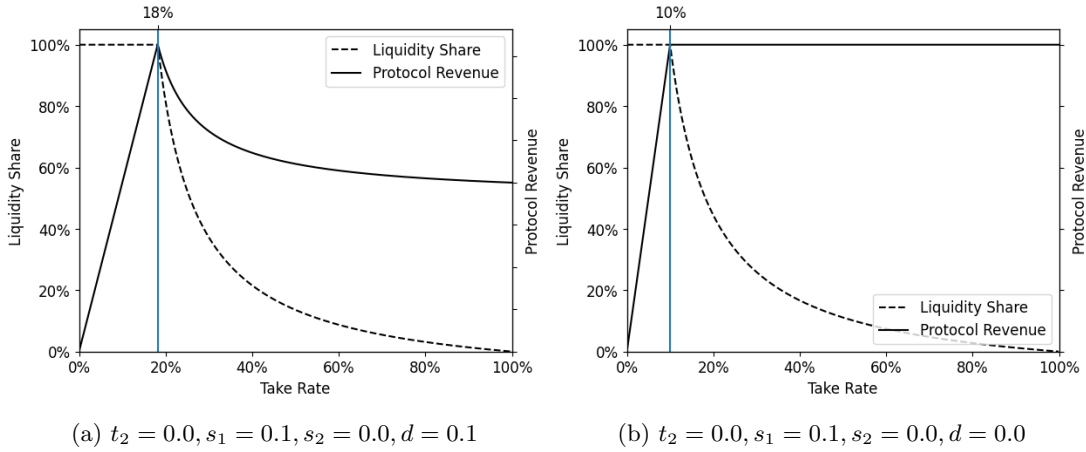 18%
100%
80%
60%
40%
20%
0%
Liquidity Share
Liquidity Share
Protocol Revenue
Protocol Revenue
0%
20%
40%
60%
80%
100%
Take Rate
(a) t₂ = 0.0, s₁ = 0.1, s₂ = 0.0, d = 0.1
10%
100%
80%
60%
40%
20%
0%
Liquidity Share
Liquidity Share
Protocol Revenue
Protocol Revenue
0%
20%
40%
60%
80%
100%
Take Rate
(b) t₂ = 0.0, s₁ = 0.1, s₂ = 0.0, d = 0.0